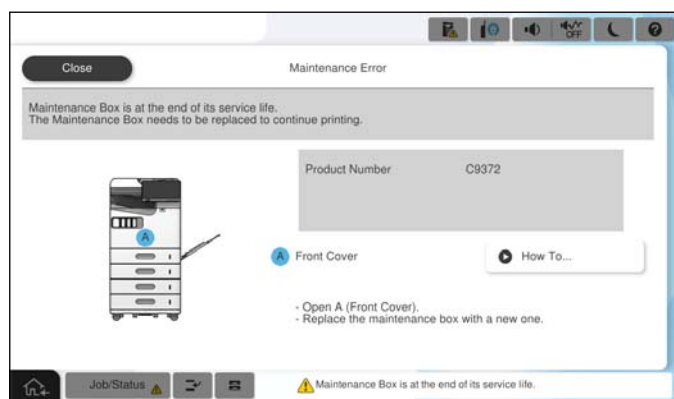 OFF
Close
Maintenance Error
Maintenance Box is at the end of its service life.
The Maintenance Box needs to be replaced to continue printing.
Product Number C9372
A
A Front Cover
How To...
- Open A (Front Cover).
- Replace the maintenance box with a new one.
Job/Status
Maintenance Box is at the end of its service life.